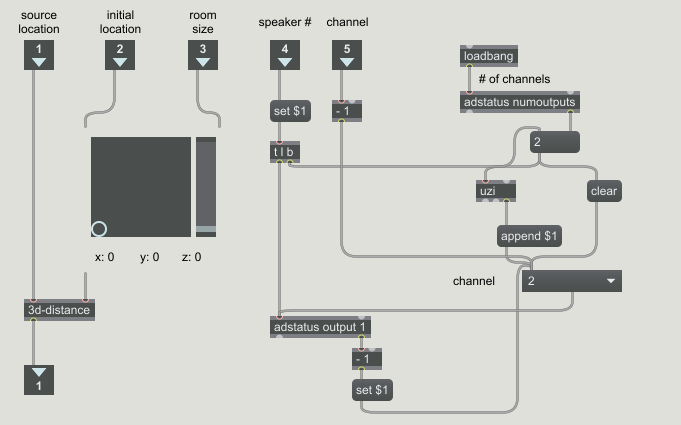 source
location
initial
location
room
size
speaker #
channel
1
2
3
4
5
loadbang
# of channels
adstatus numoutputs
set $1
- 1
2
t l b
uzi
clear
append $1
x: 0
y: 0
z: 0
channel
2
3d-distance
adstatus output 1
- 1
set $1
1